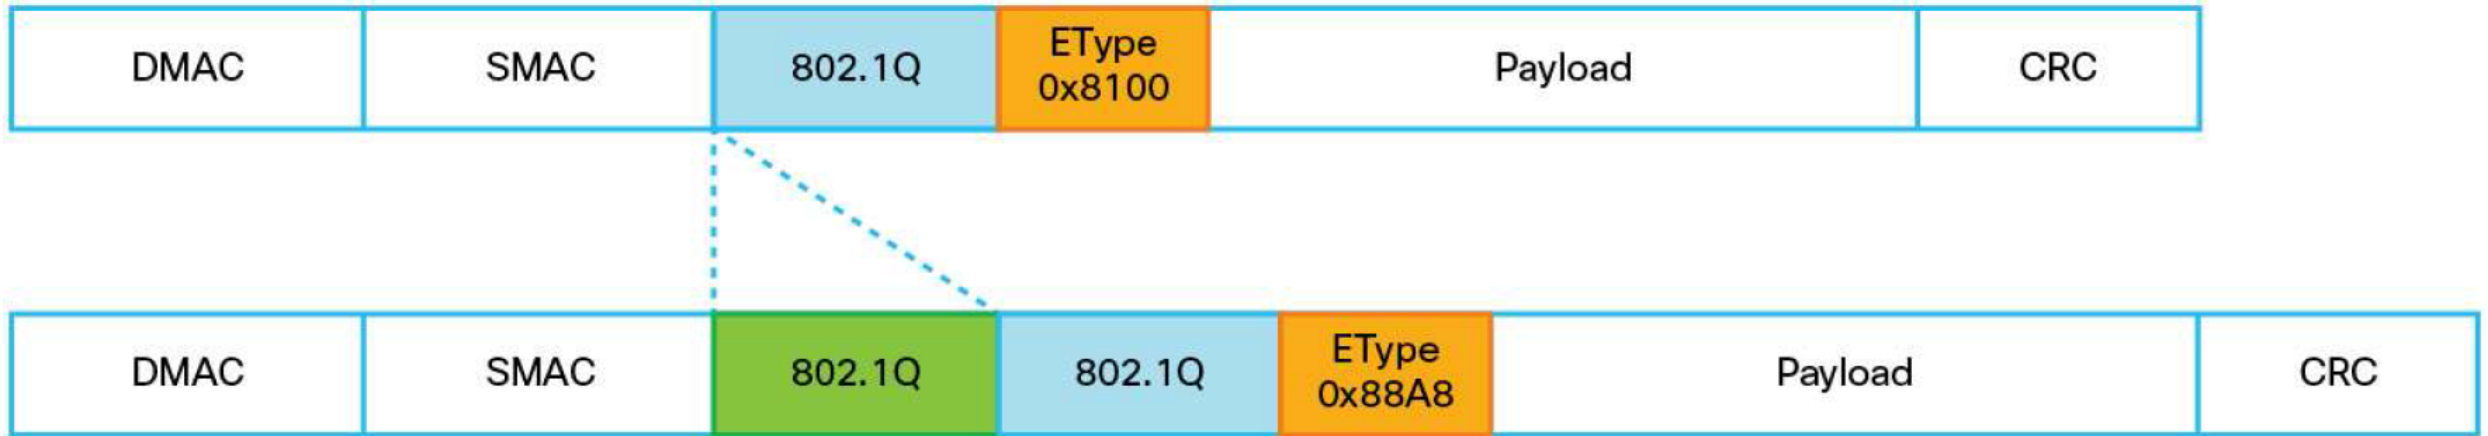 DMAC SMAC 802.1Q EType 0x8100 Payload CRC
DMAC SMAC 802.1Q 802.1Q EType 0x88A8 Payload CRC